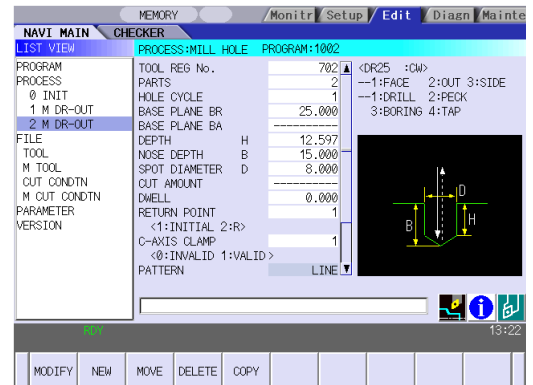 MEMORY Monitr Setup Edit Diagn Mainte
NAVI MAIN CHECKER
LIST VIEW PROCESS:MILL HOLE PROGRAM:1002
PROGRAM
PROCESS
0 INIT
1 M DR-OUT
2 M DR-OUT
FILE
TOOL
M TOOL
CUT CONDTN
M CUT CONDTN
PARAMETER
VERSION
TOOL REG No. 702
PARTS 2
HOLE CYCLE 1
BASE PLANE BR 25.000
BASE PLANE BA ----------
DEPTH H 12.597
NOSE DEPTH B 15.000
SPOT DIAMETER D 8.000
CUT AMOUNT ----------
DWELL 0.000
RETURN POINT 1
<1:INITIAL 2:R>
C-AXIS CLAMP 1
<0:INVALID 1:VALID>
PATTERN LINE
<DR25 :CW>
--1:FACE 2:OUT 3:SIDE
--1:DRILL 2:PECK
3:BORING 4:TAP
D
B
H
RDY 13:22
MODIFY NEW MOVE DELETE COPY